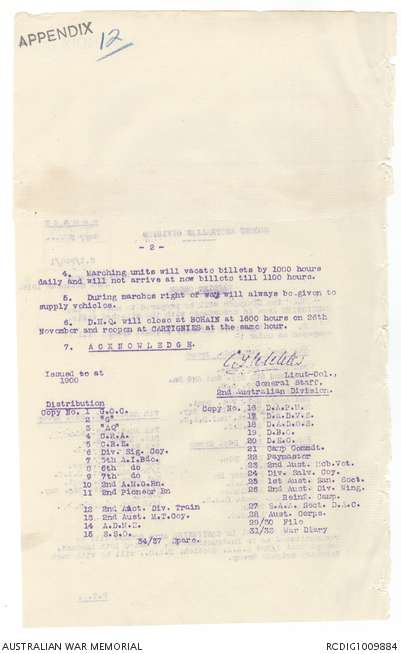 APPENDIX
12
- 2 -
4. Marching units will vacate billets by 1000 hours
daily and will not arrive at new billets till 1100 hours.
5. During marches right of way will always be given to
supply vehicles.
6. D.H.Q. will close at BOHAIN at 1600 hours on 26th
November and reopen at CARTIGNIES at the same hour.
7. ACKNOWLEDGE.
Lieut-Col.,
General Staff.
2nd Australian Division.
Issued to at
1900
Distribution
Copy No. 1 G.O.C.
2 "G"
3 "AQ"
4 C.R.A.
5 C.R.E.
6 Div. Sig. Coy.
7 5th A.I.Bde.
8 6th do
9 7th do
10 2nd A.M.G.Bn.
11 2nd Pioneer Bn
12 2nd Aust. Div. Train
13 2nd Aust. M.T.Coy.
14 A.D.M.S.
15 S.S.O.
34/37 Spare.
Copy No. 16 D.A.P.M.
17 D.A.D.V.S.
18 D.A.D.O.S.
19 D.B.O.
20 D.E.O.
21 Camp Commdt.
22 Paymaster
23 2nd Aust. Mob.Vet.
24 Div. Salv. Coy.
25 1st Aust. San. Sect.
26 2nd Aust. Div. Wing.
Reinf. Camp.
27 S.A.A. Sect. D.A.C.
28 Aust. Corps.
29/30 File
31/33 War Diary
AUSTRALIAN WAR MEMORIAL
RCDIG1009884